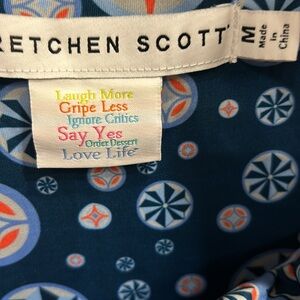 RETCHEN SCOTT
M
Made
in
China
Laugh More
Gripe Less
Ignore Critics
Say Yes
Order Dessert
Love Life